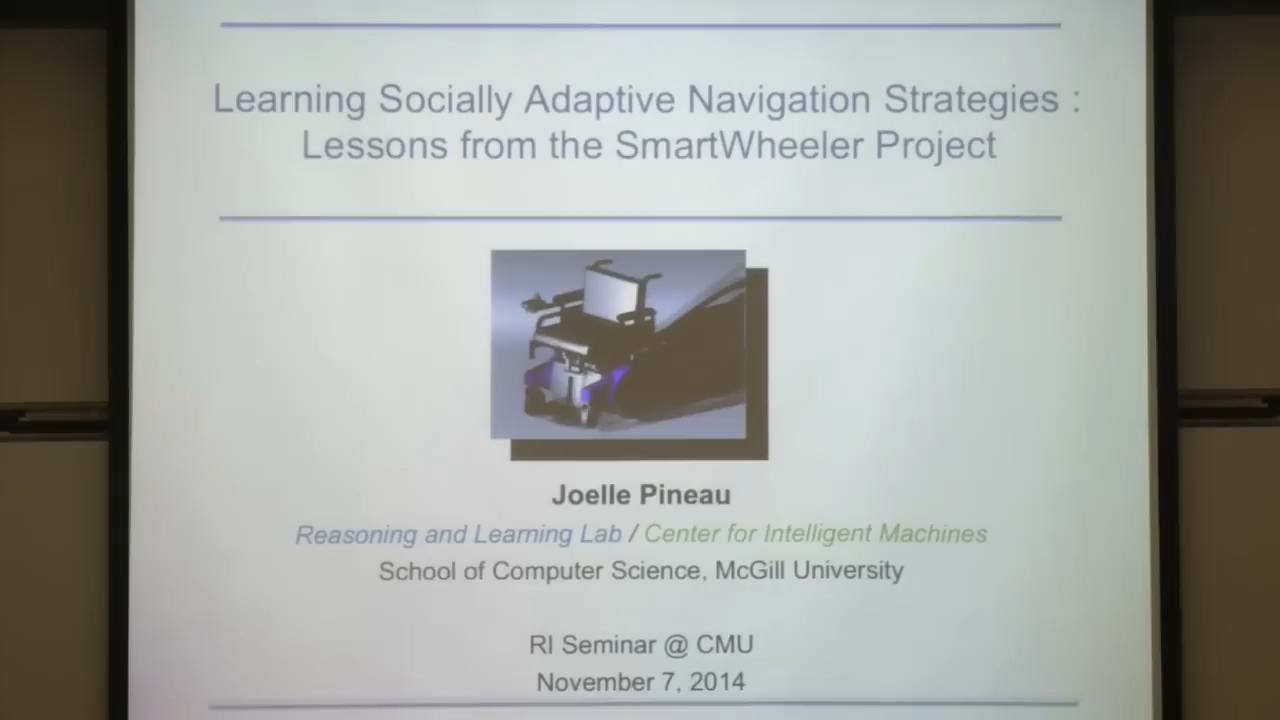 Learning Socially Adaptive Navigation Strategies :
Lessons from the SmartWheeler Project
Joelle Pineau
Reasoning and Learning Lab / Center for Intelligent Machines
School of Computer Science, McGill University
RI Seminar @ CMU
November 7, 2014